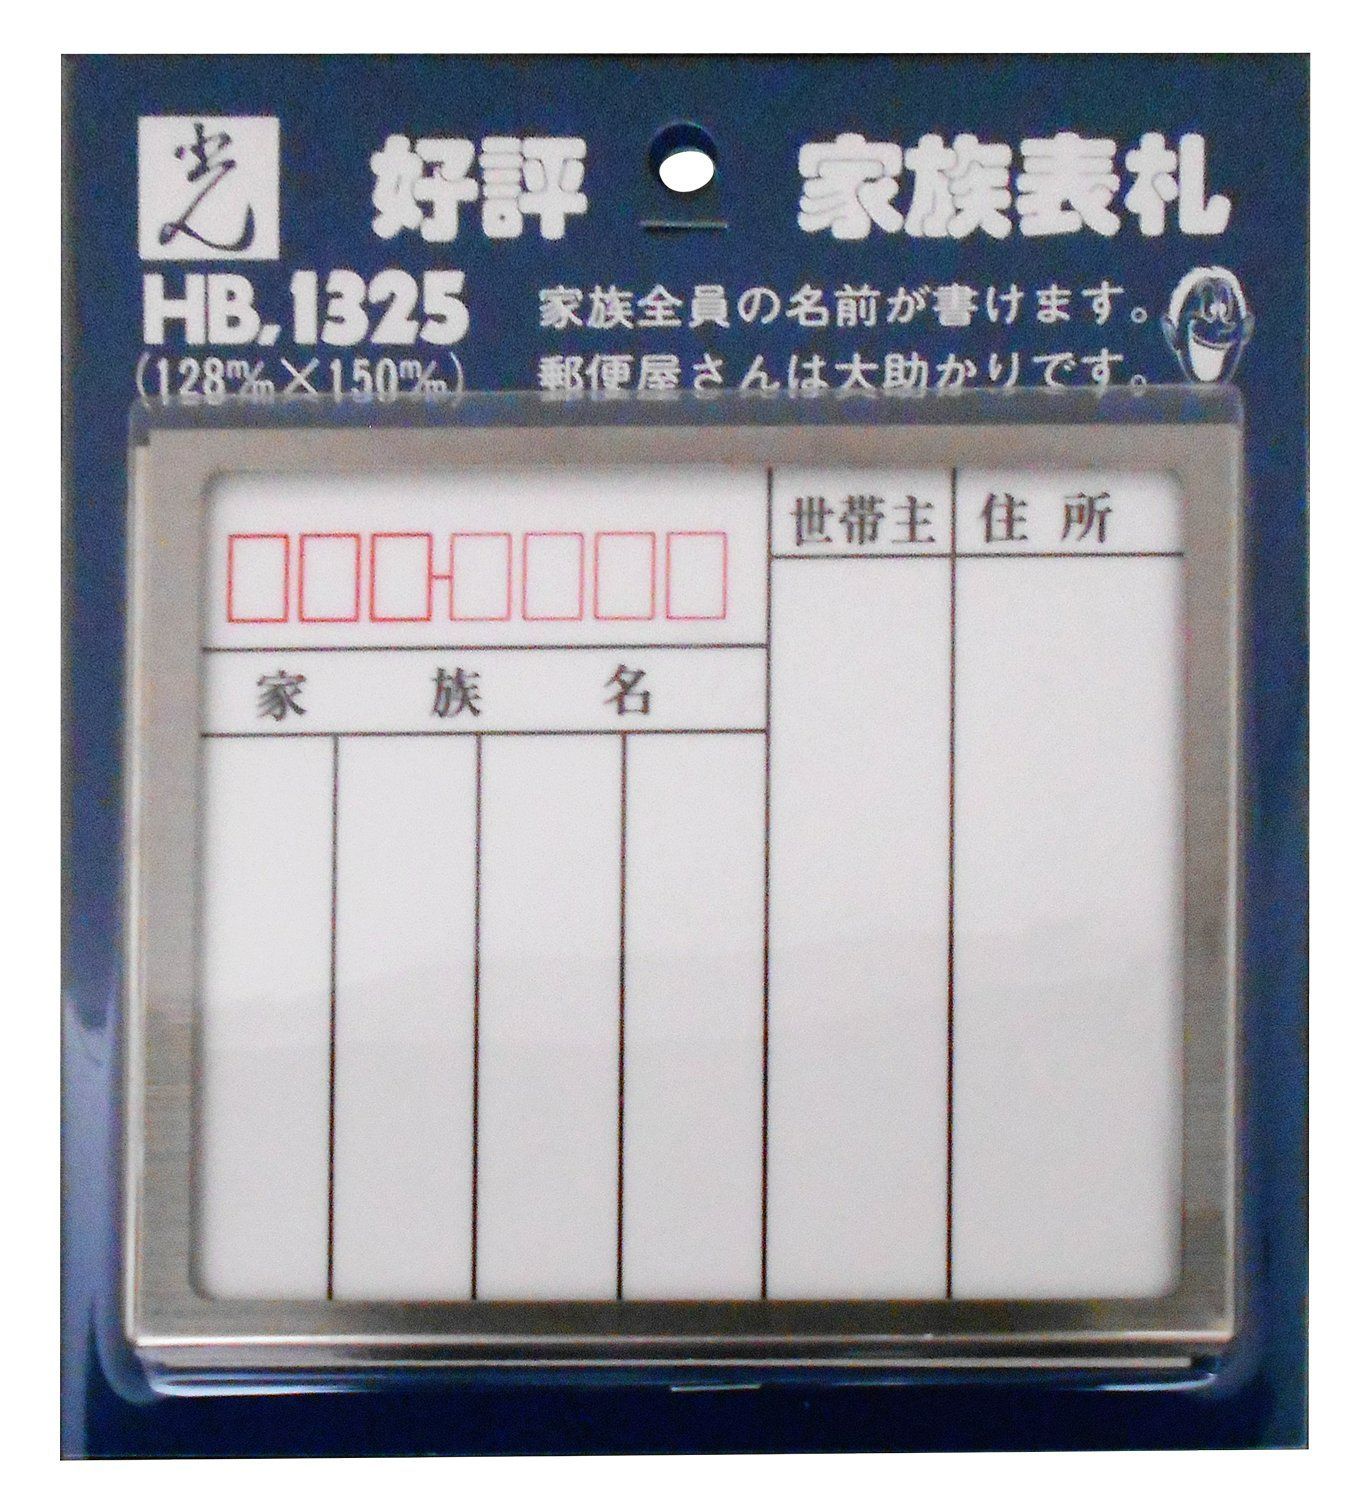 光
好評 家族表札
HB.1325
(128m/m×150m/m)
家族全員の名前が書けます。
郵便屋さんは大助かりです。
世帯主 住所
家族名